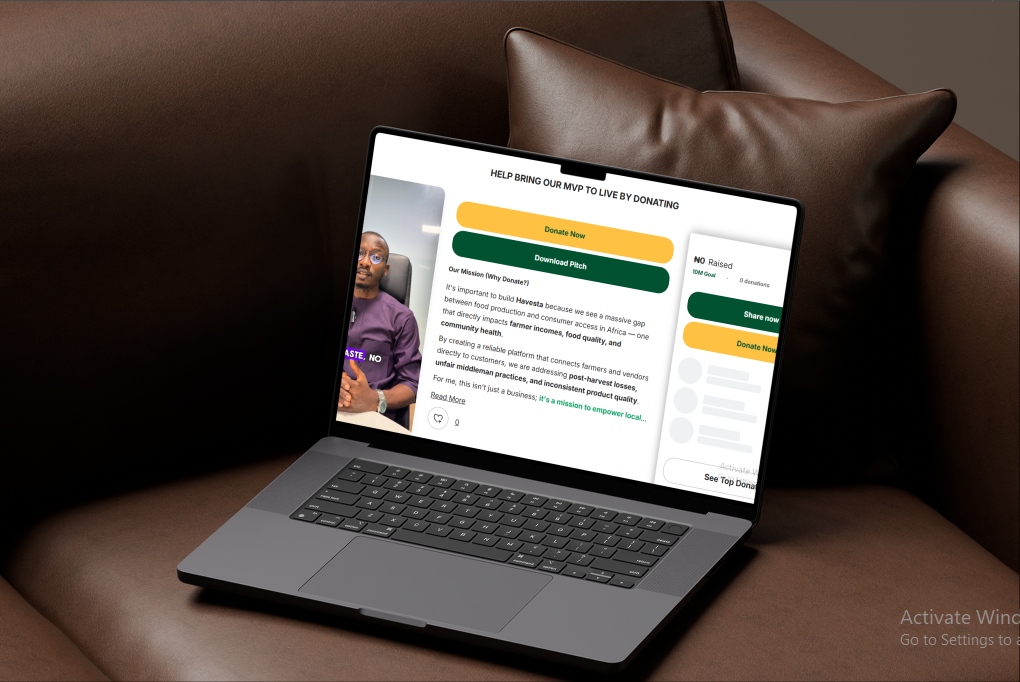 HELP BRING OUR MVP TO LIVE BY DONATING
Donate Now
Download Pitch
Our Mission (Why Donate?)
It's important to build Havesta because we see a massive gap
between food production and consumer access in Africa — one
that directly impacts farmer incomes, food quality, and
community health.
By creating a reliable platform that connects farmers and vendors
directly to customers, we are addressing post-harvest losses,
unfair middleman practices, and inconsistent product quality.
For me, this isn't just a business; it's a mission to empower local...
Read More
0
ASTE, NO
₦0 Raised
10M Goal
0 donations
Share now
Donate Now
Activate W
See Top Dona
Activate Wind
Go to Settings to a